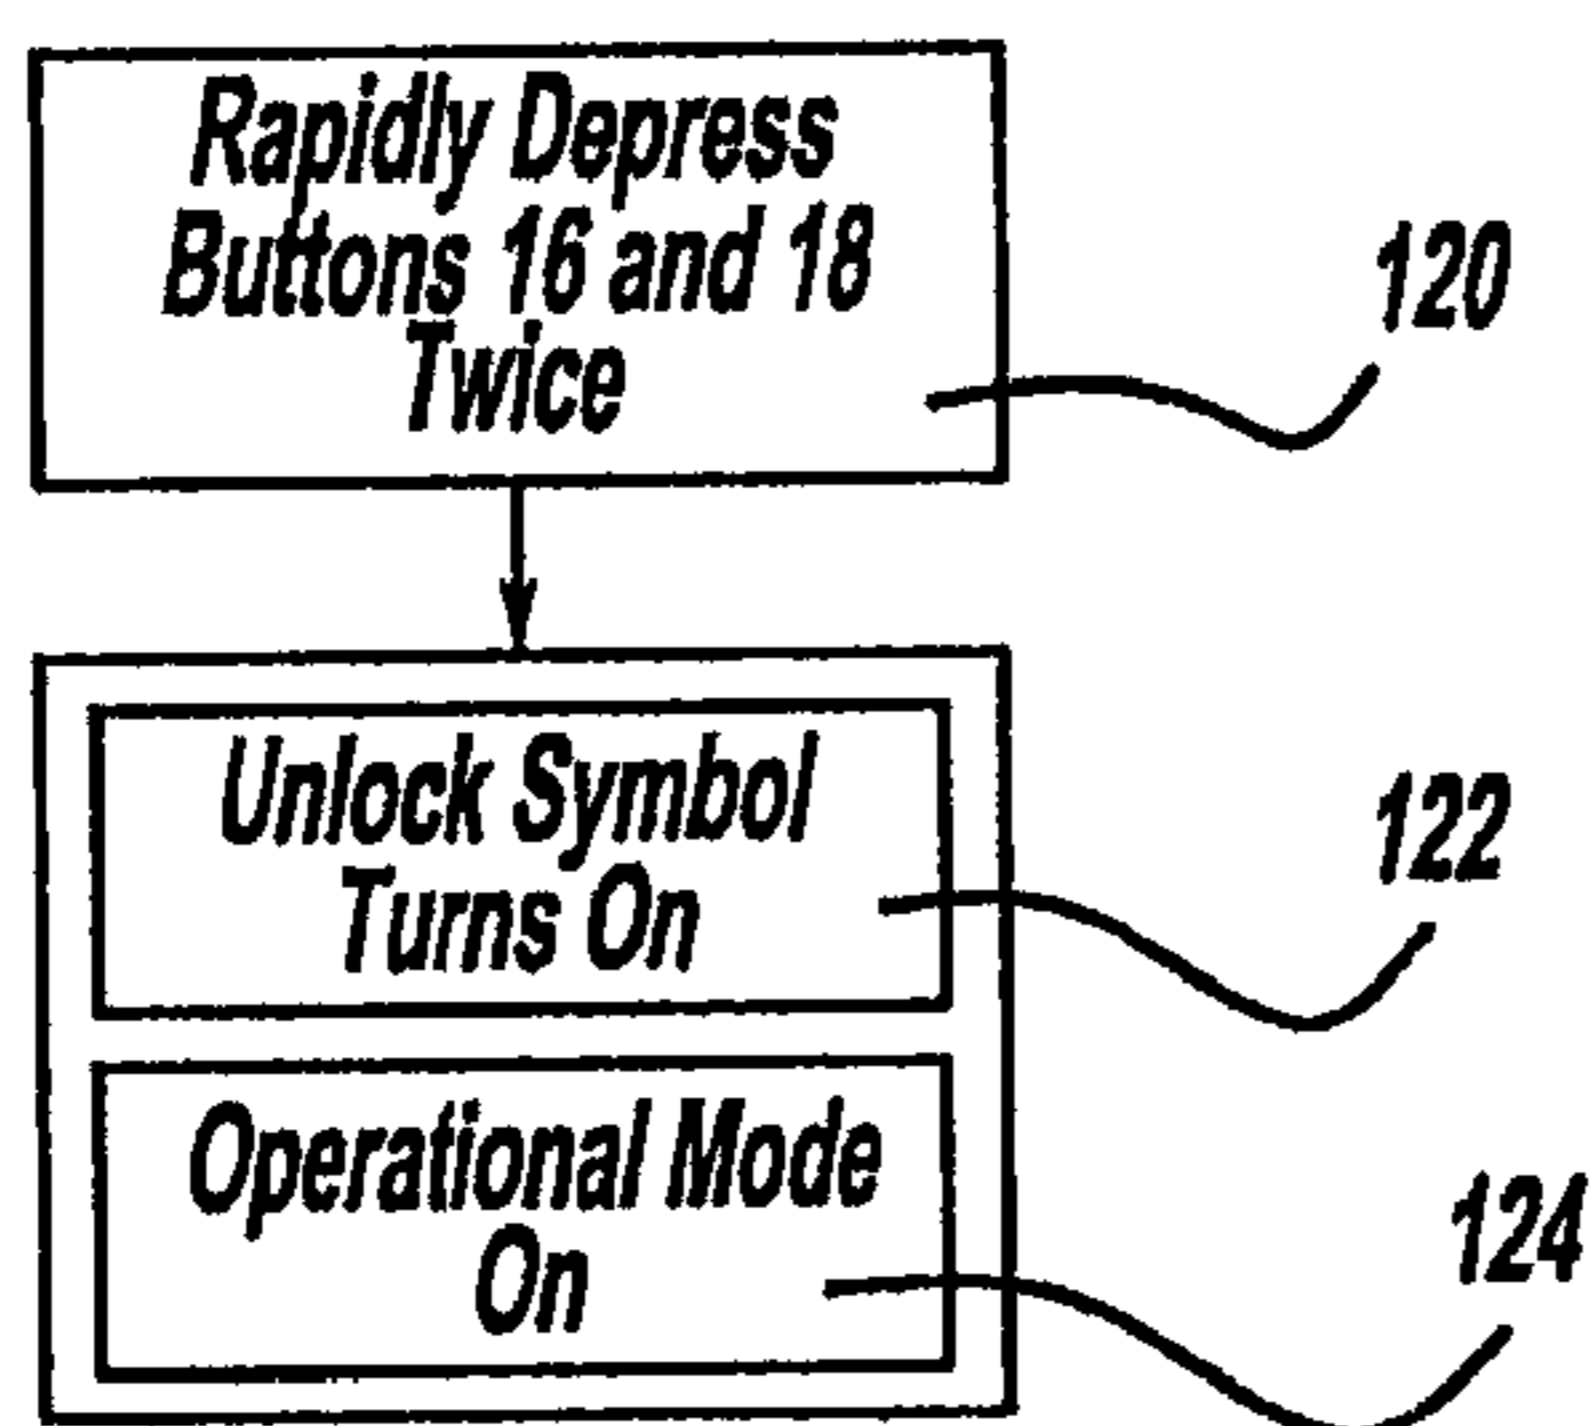 Rapidly Depress
Buttons 16 and 18
Twice
120
Unlock Symbol
Turns On
122
Operational Mode
On
124